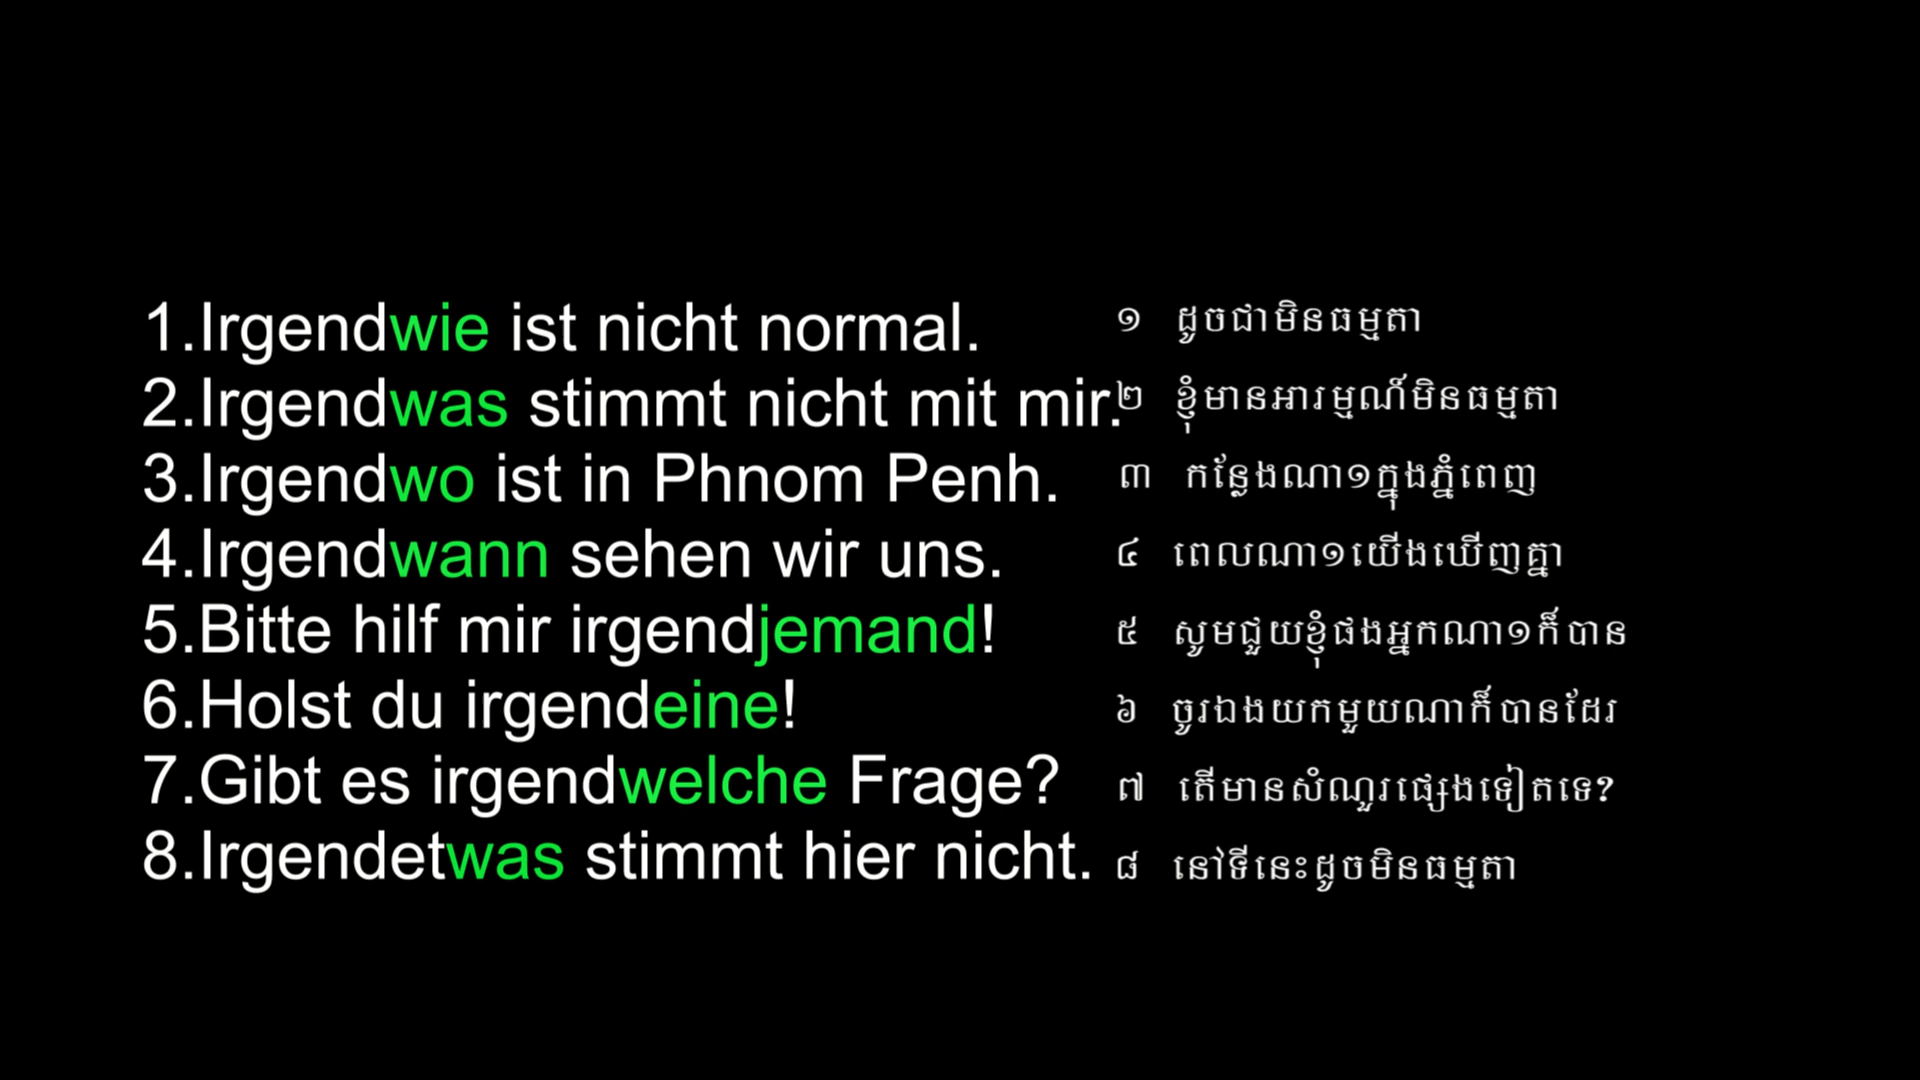 1.Irgendwie ist nicht normal.
2.Irgendwas stimmt nicht mit mir.
3.Irgendwo ist in Phnom Penh.
4.Irgendwann sehen wir uns.
5.Bitte hilf mir irgendjemand!
6.Holst du irgendeine!
7.Gibt es irgendwelche Frage?
8.Irgendetwas stimmt hier nicht.
១ ដូចជាមិនធម្មតា
២ ខ្ញុំមានអារម្មណ៍មិនធម្មតា
៣ កន្លែងណា១ក្នុងភ្នំពេញ
៤ ពេលណា១យើងឃើញគ្នា
៥ សូមជួយខ្ញុំផងអ្នកណា១ក៏បាន
៦ ចូរឯងយកមួយណាក៏បានដែរ
៧ តើមានសំណួរផ្សេងទៀតទេ?
៨ នៅទីនេះដូចមិនធម្មតា